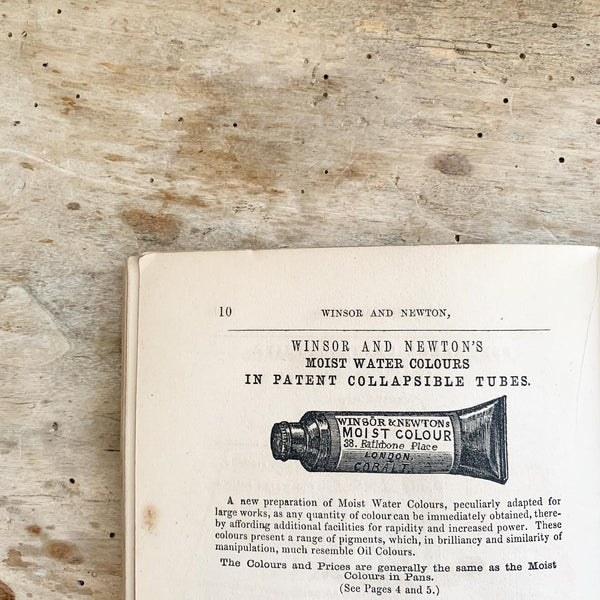 10 WINSOR AND NEWTON,
WINSOR AND NEWTON'S
MOIST WATER COLOURS
IN PATENT COLLAPSIBLE TUBES.
WINSOR & NEWTONS
MOIST COLOUR
38. Rathbone Place
LONDON.
COBALT.
A new preparation of Moist Water Colours, peculiarly adapted for
large works, as any quantity of colour can be immediately obtained, there-
by affording additional facilities for rapidity and increased power. These
colours present a range of pigments, which, in brilliancy and similarity of
manipulation, much resemble Oil Colours.
The Colours and Prices are generally the same as the Moist
Colours in Pans.
(See Pages 4 and 5.)